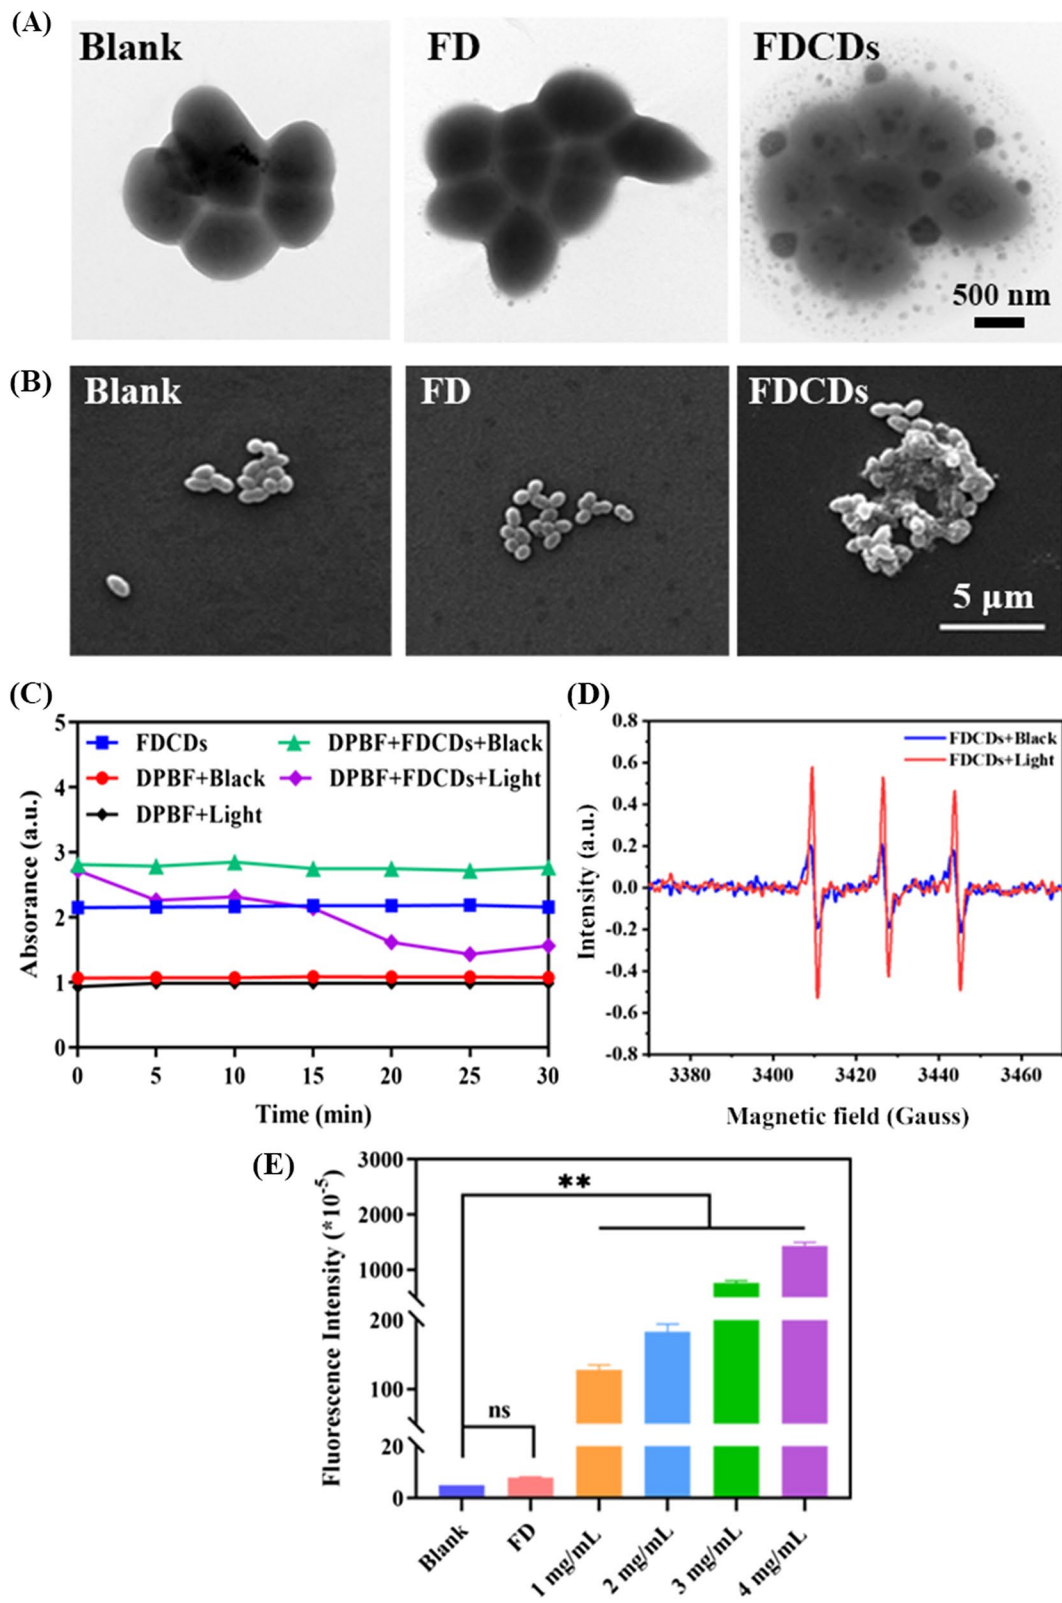 (A)
Blank
FD
FDCDs
500 nm
(B)
Blank
FD
FDCDs
5 μm
(C)
(D)
Absorance (a.u.)
5
4
3
2
1
0
FDCDs
DPBF+Black
DPBF+Light
DPBF+FDCDs+Black
DPBF+FDCDs+Light
0 5 10 15 20 25 30
Time (min)
Intensity (a.u.)
0.8
0.6
0.4
0.2
0.0
-0.2
-0.4
-0.6
-0.8
FDCDs+Black
FDCDs+Light
3380 3400 3420 3440 3460
Magnetic field (Gauss)
(E)
Fluorescence Intensity (*10⁻⁵)
3000
2000
1000
200
100
20
0
**
ns
Blank
FD
1 mg/mL
2 mg/mL
3 mg/mL
4 mg/mL